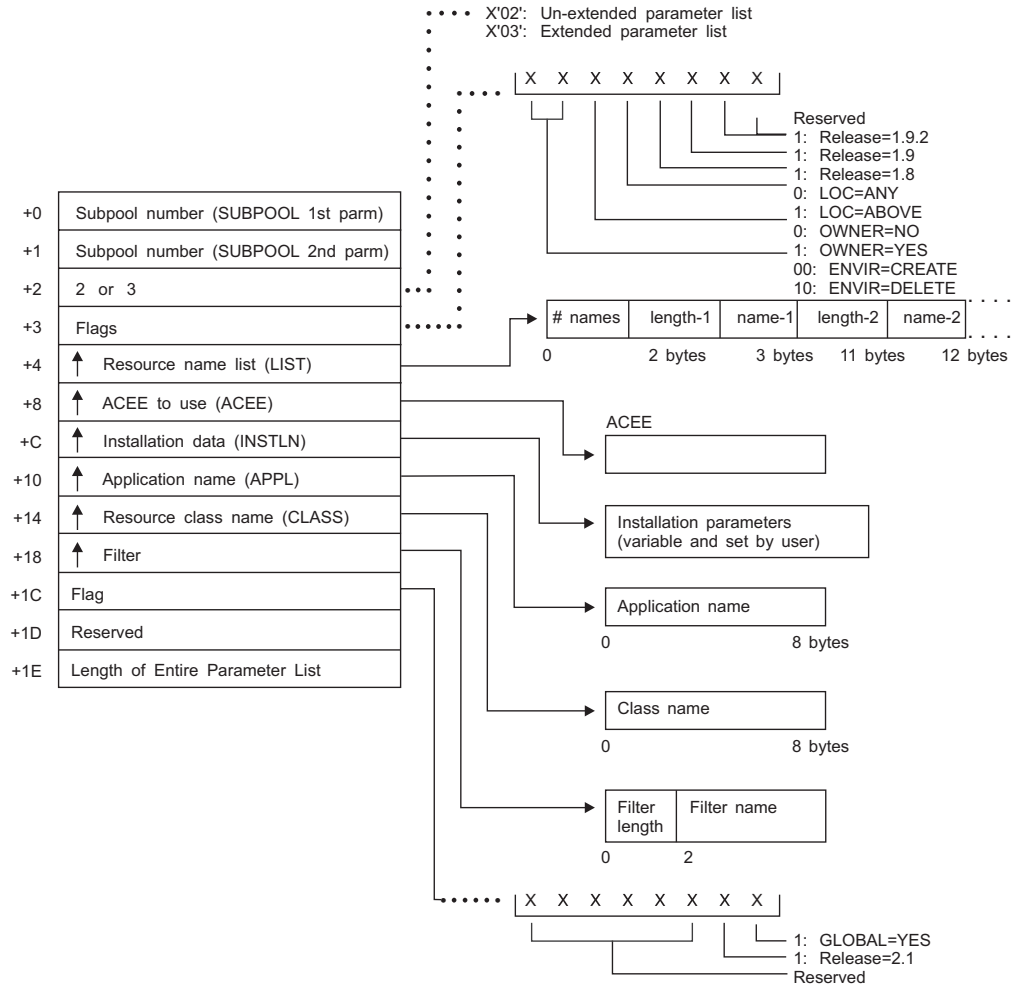 X'02': Un-extended parameter list
X'03': Extended parameter list
X X X X X X X X
Reserved
1: Release=1.9.2
1: Release=1.9
1: Release=1.8
0: LOC=ANY
1: LOC=ABOVE
0: OWNER=NO
1: OWNER=YES
00: ENVIR=CREATE
10: ENVIR=DELETE
+0 Subpool number (SUBPOOL 1st parm)
+1 Subpool number (SUBPOOL 2nd parm)
+2 2 or 3
+3 Flags
+4 ↑ Resource name list (LIST)
+8 ↑ ACEE to use (ACEE)
+C ↑ Installation data (INSTLN)
+10 ↑ Application name (APPL)
+14 ↑ Resource class name (CLASS)
+18 ↑ Filter
+1C Flag
+1D Reserved
+1E Length of Entire Parameter List
# names length-1 name-1 length-2 name-2
0 2 bytes 3 bytes 11 bytes 12 bytes
ACEE
Installation parameters
(variable and set by user)
Application name
0 8 bytes
Class name
0 8 bytes
Filter length Filter name
0 2
X X X X X X X X
1: GLOBAL=YES
1: Release=2.1
Reserved